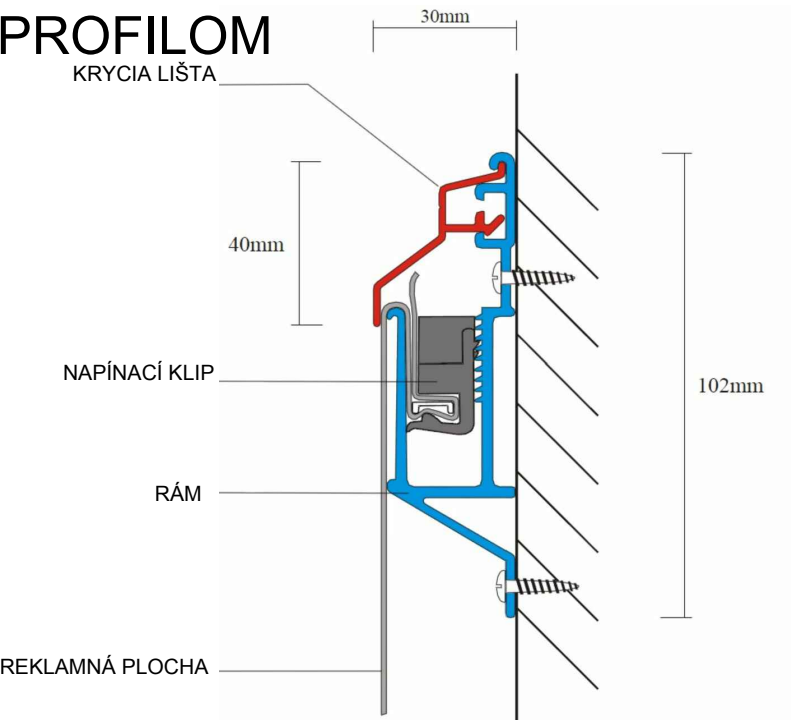 30mm
PROFILOM
KRYCIA LIŠTA
40mm
NAPÍNACÍ KLIP
102mm
RÁM
REKLAMNÁ PLOCHA